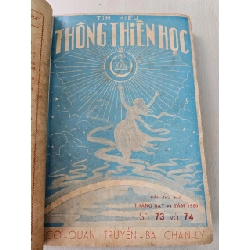 TÌM HIỂU
THÔNG THIÊN HỌC
SỐ 73 VÀ 74
CƠ-QUAN TRUYỀN-BÁ CHÂN-LÝ